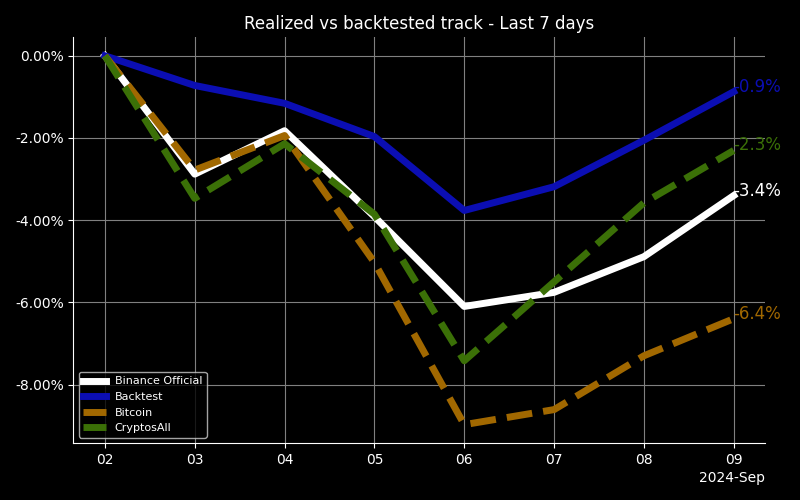 Realized vs backtested track - Last 7 days
0.00%
-2.00%
-4.00%
-6.00%
-8.00%
-0.9%
-2.3%
-3.4%
-6.4%
Binance Official
Backtest
Bitcoin
CryptosAll
02 03 04 05 06 07 08 09
2024-Sep